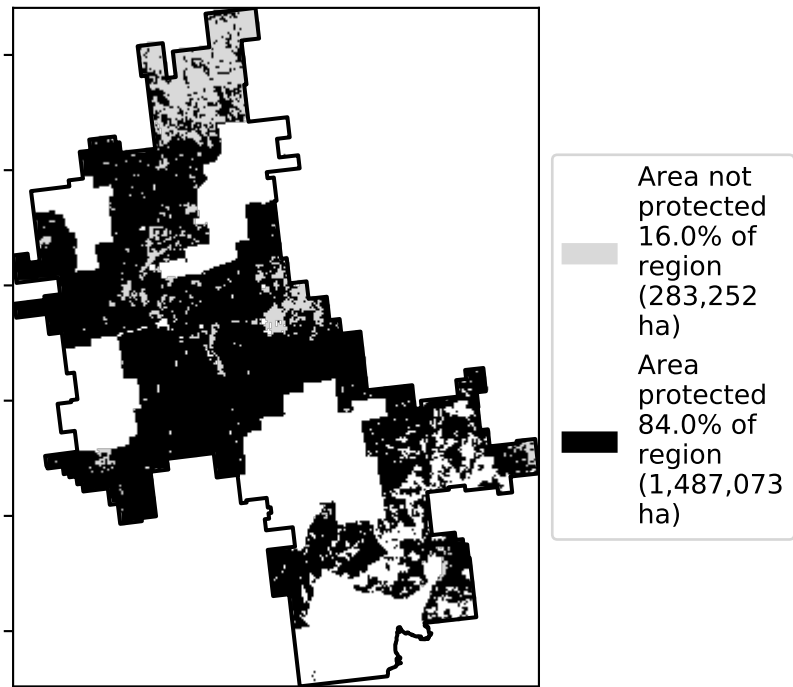 Area not
protected
16.0% of
region
(283,252
ha)
Area
protected
84.0% of
region
(1,487,073
ha)